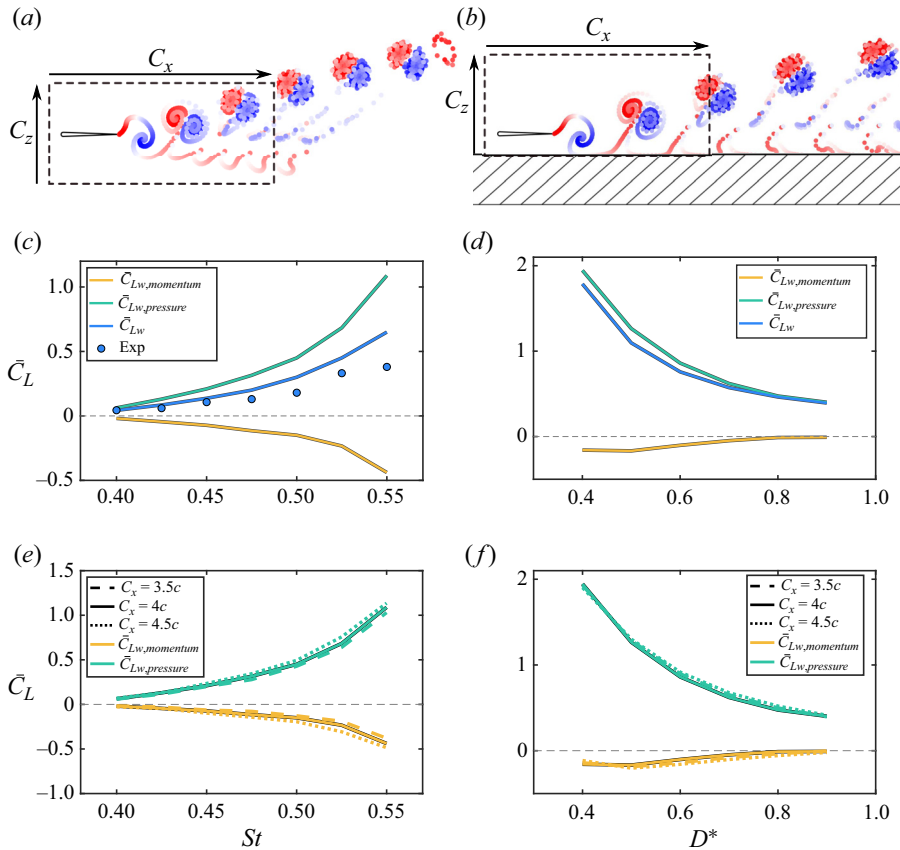 (a)
C_x
C_z
(b)
C_x
C_z
(c)
1.0
0.5
0
–0.5
C̄_L
C̄_{Lw,momentum}
C̄_{Lw,pressure}
C̄_{Lw}
Exp
0.40
0.45
0.50
0.55
(d)
2
1
0
C̄_{Lw,momentum}
C̄_{Lw,pressure}
C̄_{Lw}
0.4
0.6
0.8
1.0
(e)
1.5
1.0
0.5
0
–0.5
–1.0
C̄_L
C_x = 3.5c
C_x = 4c
C_x = 4.5c
C̄_{Lw,momentum}
C̄_{Lw,pressure}
0.40
0.45
0.50
0.55
St
(f)
2
1
0
C_x = 3.5c
C_x = 4c
C_x = 4.5c
C̄_{Lw,momentum}
C̄_{Lw,pressure}
0.4
0.6
0.8
1.0
D*